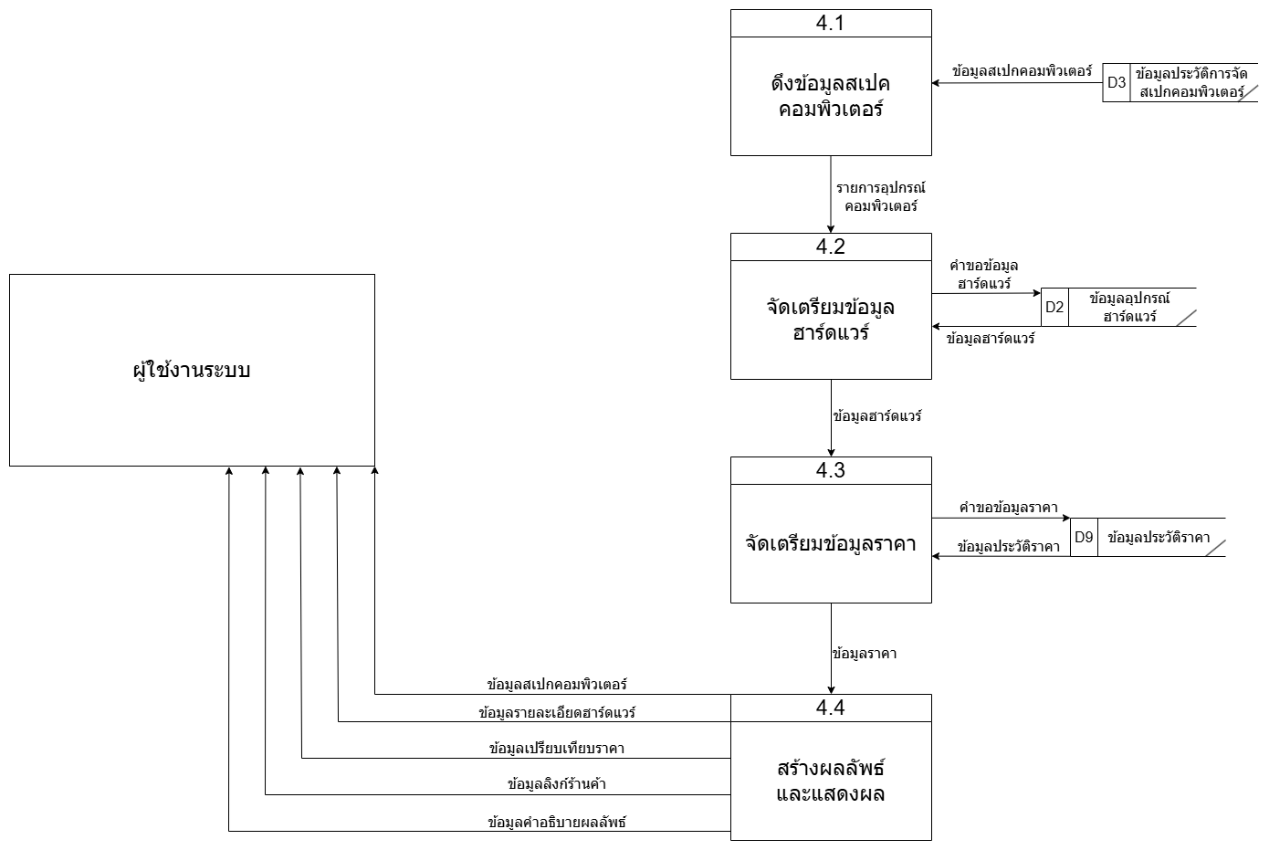 4.1
ดึงข้อมูลสเปค
คอมพิวเตอร์
ข้อมูลสเปกคอมพิวเตอร์
D3
ข้อมูลประวัติการจัด
สเปกคอมพิวเตอร์
รายการอุปกรณ์
คอมพิวเตอร์
4.2
จัดเตรียมข้อมูล
ฮาร์ดแวร์
คำขอข้อมูล
ฮาร์ดแวร์
D2
ข้อมูลอุปกรณ์
ฮาร์ดแวร์
ข้อมูลฮาร์ดแวร์
ผู้ใช้งานระบบ
ข้อมูลฮาร์ดแวร์
4.3
จัดเตรียมข้อมูลราคา
คำขอข้อมูลราคา
D9
ข้อมูลประวัติราคา
ข้อมูลประวัติราคา
ข้อมูลราคา
4.4
สร้างผลลัพธ์
และแสดงผล
ข้อมูลสเปกคอมพิวเตอร์
ข้อมูลรายละเอียดฮาร์ดแวร์
ข้อมูลเปรียบเทียบราคา
ข้อมูลลิงก์ร้านค้า
ข้อมูลคำอธิบายผลลัพธ์